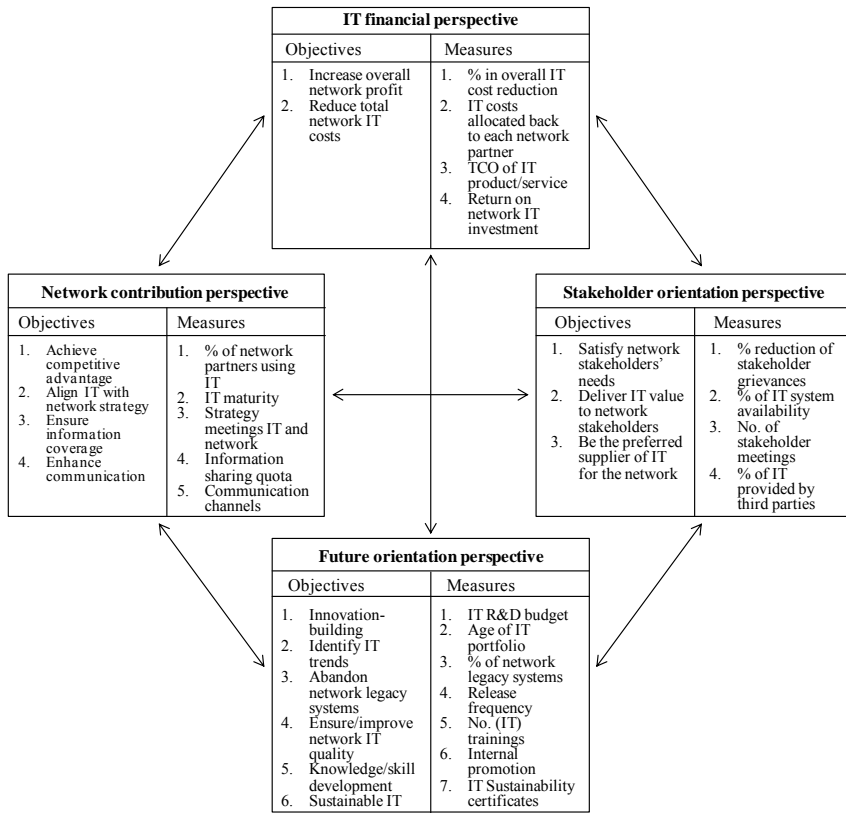 IT financial perspective
Objectives
1. Increase overall
network profit
2. Reduce total
network IT
costs
Measures
1. % in overall IT
cost reduction
2. IT costs
allocated back
to each network
partner
3. TCO of IT
product/service
4. Return on
network IT
investment
Network contribution perspective
Objectives
1. Achieve
competitive
advantage
2. Align IT with
network strategy
3. Ensure
information
coverage
4. Enhance
communication
Measures
1. % of network
partners using
IT
2. IT maturity
3. Strategy
meetings IT and
network
4. Information
sharing quota
5. Communication
channels
Stakeholder orientation perspective
Objectives
1. Satisfy network
stakeholders’
needs
2. Deliver IT value
to network
stakeholders
3. Be the preferred
supplier of IT
for the network
Measures
1. % reduction of
stakeholder
grievances
2. % of IT system
availability
3. No. of
stakeholder
meetings
4. % of IT
provided by
third parties
Future orientation perspective
Objectives
1. Innovation-
building
2. Identify IT
trends
3. Abandon
network legacy
systems
4. Ensure/improve
network IT
quality
5. Knowledge/skill
development
6. Sustainable IT
Measures
1. IT R&D budget
2. Age of IT
portfolio
3. % of network
legacy systems
4. Release
frequency
5. No. (IT)
trainings
6. Internal
promotion
7. IT Sustainability
certificates